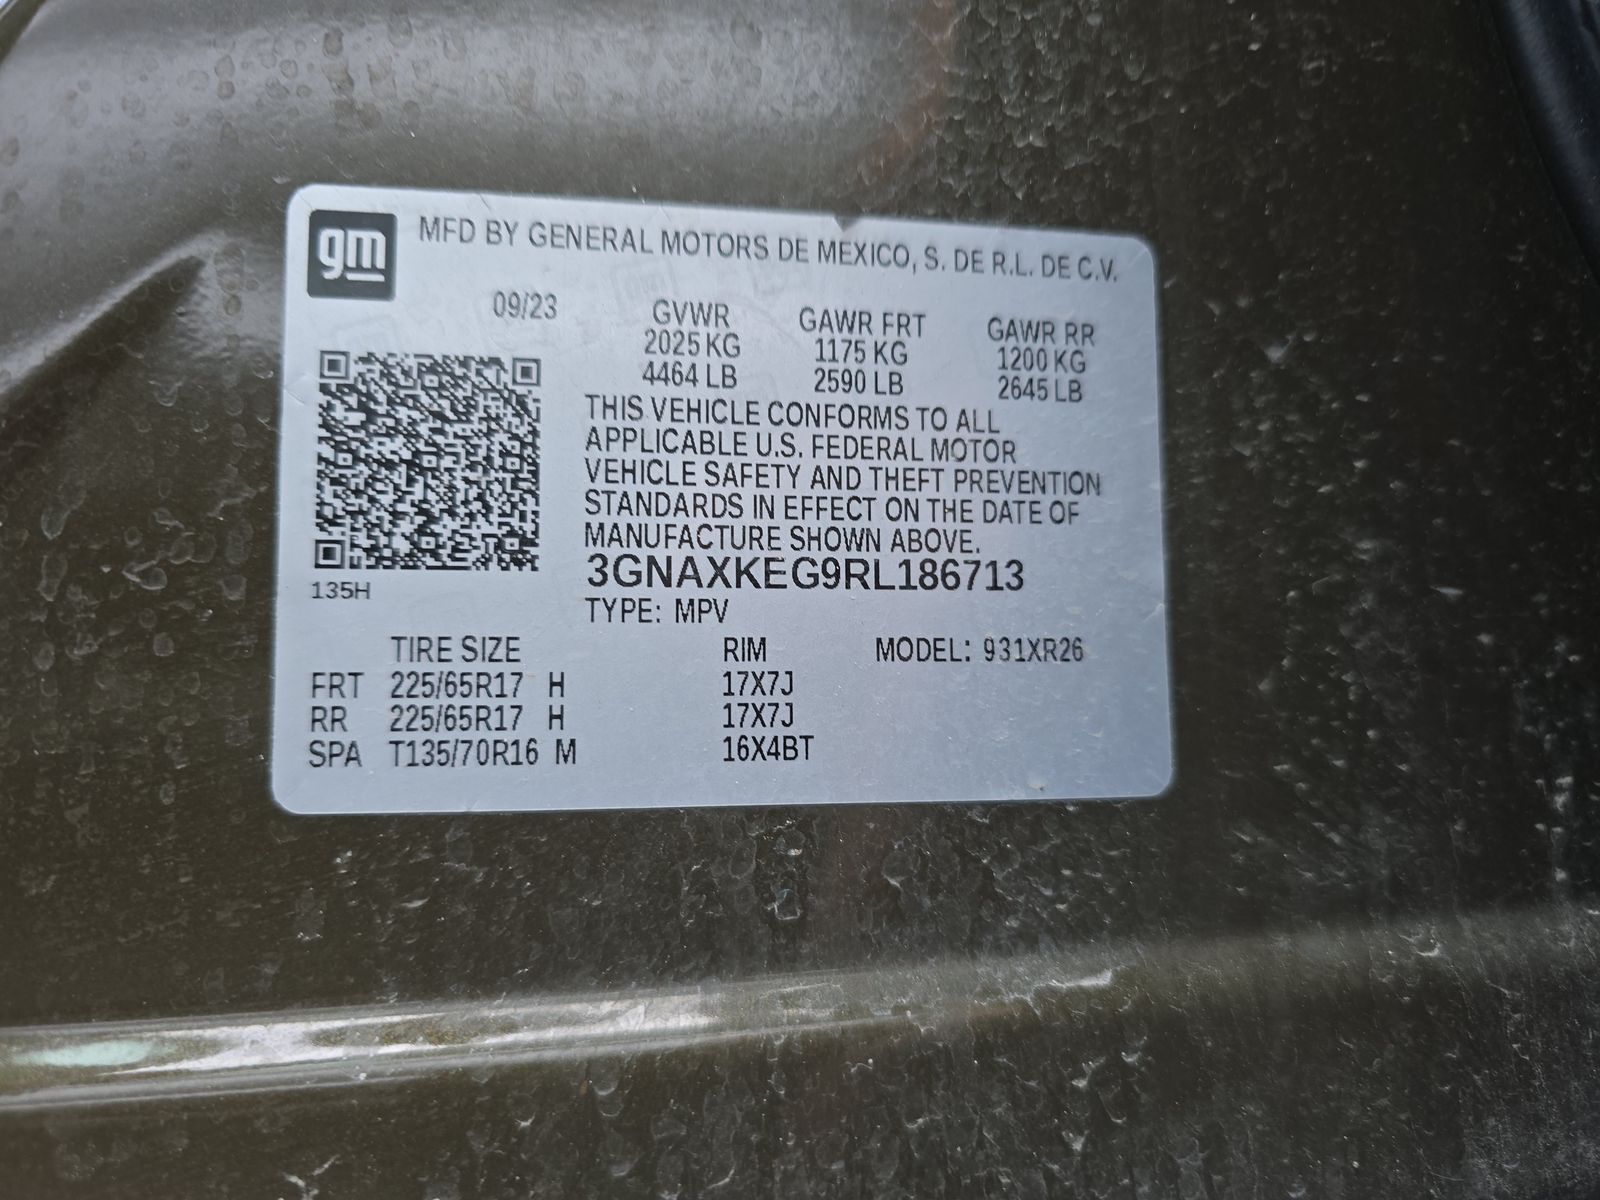 gm MFD BY GENERAL MOTORS DE MEXICO, S. DE R.L. DE C.V.
09/23 GVWR GAWR FRT GAWR RR
2025 KG 1175 KG 1200 KG
4464 LB 2590 LB 2645 LB
THIS VEHICLE CONFORMS TO ALL
APPLICABLE U.S. FEDERAL MOTOR
VEHICLE SAFETY AND THEFT PREVENTION
STANDARDS IN EFFECT ON THE DATE OF
MANUFACTURE SHOWN ABOVE.
3GNAXKEG9RL186713
135H
TYPE: MPV
TIRE SIZE RIM MODEL: 931XR26
FRT 225/65R17 H 17X7J
RR 225/65R17 H 17X7J
SPA T135/70R16 M 16X4BT